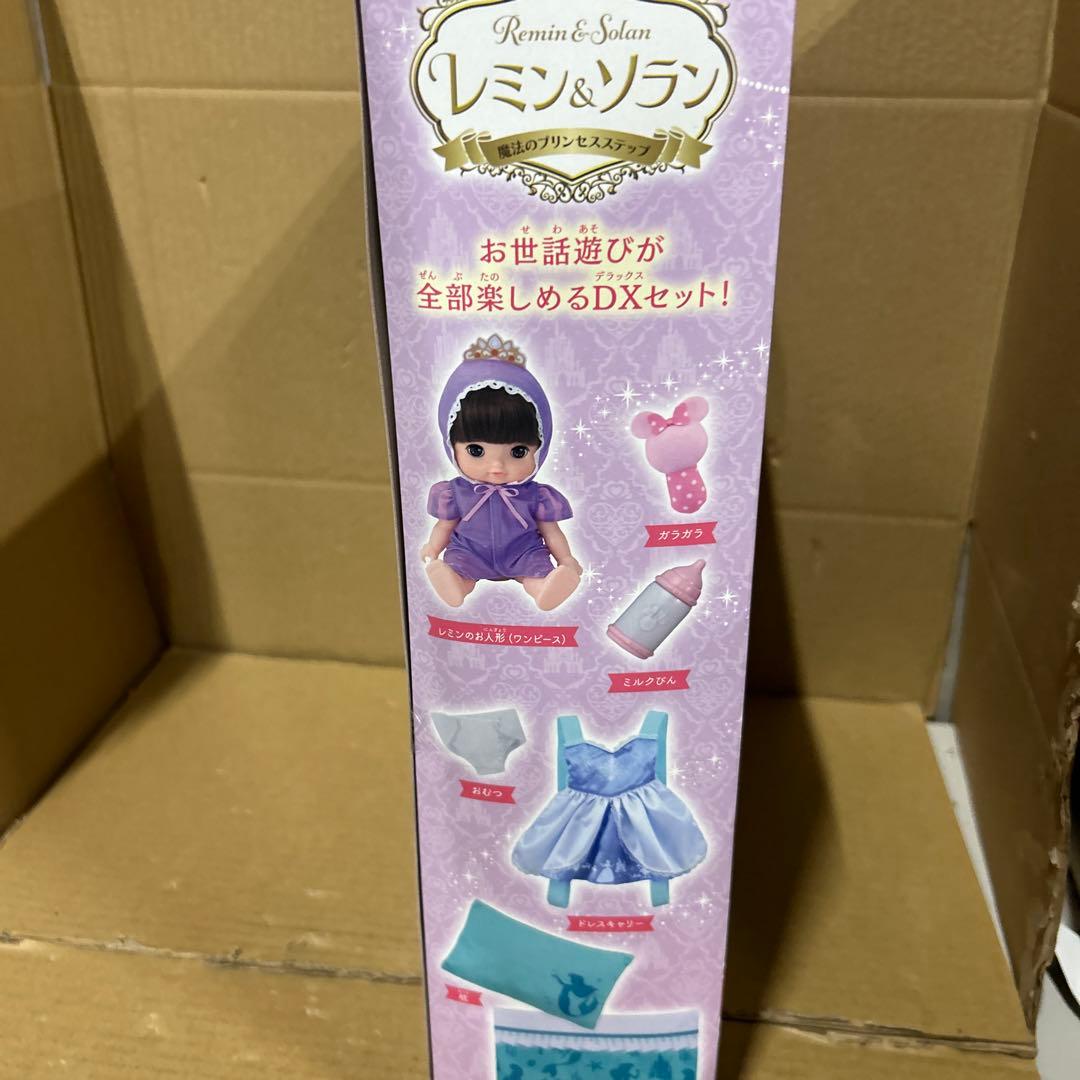 Remin & Solan
レミン&ソラン
魔法のプリンセスステップ
お世話遊びが
せ わ あそ
全部楽しめるDXセット!
ぜん ぶ たの デラックス
ガラガラ
レミンのお人形(ワンピース)
にんぎょう
ミルクびん
おむつ
ドレスキャリー
枕